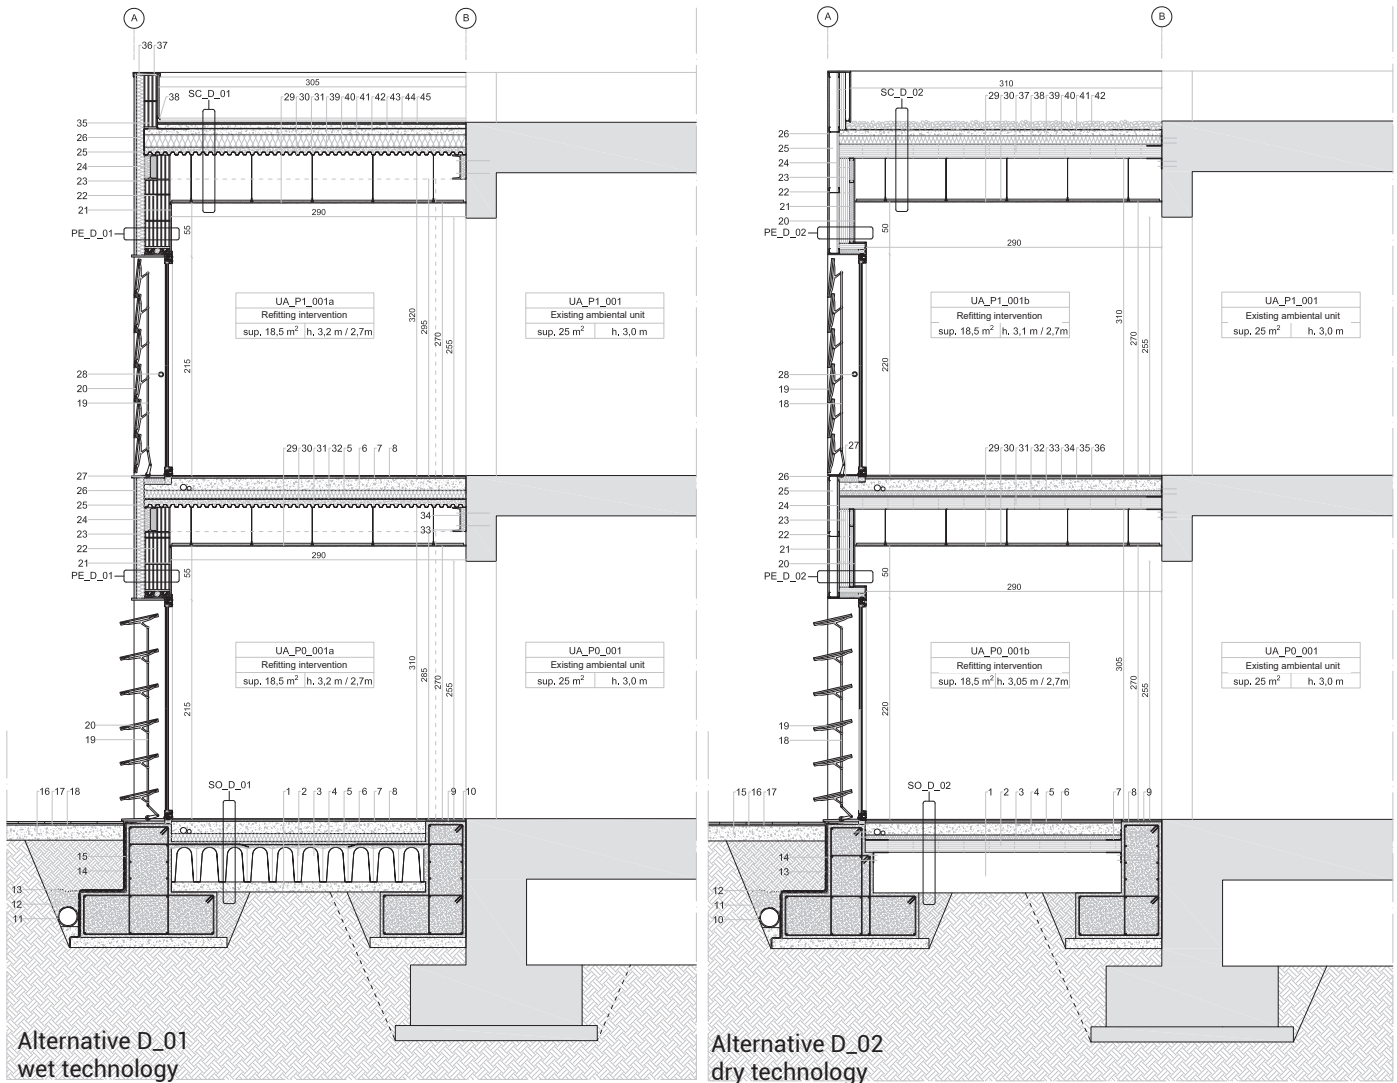 A
B
36 37
305
SC_D_01
38
29 30 31 39 40 41 42 43 44 45
35
26
25
24
23
22
21
PE_D_01
290
55
UA_P1_001a
Refitting intervention
sup. 18,5 m² h. 3,2 m / 2,7m
320
295
270
255
UA_P1_001
Existing ambiental unit
sup. 25 m² h. 3,0 m
215
28
20
19
29 30 31 32 5 6 7 8
27
26
25
24
23
22
21
34
33
PE_D_01
290
55
UA_P0_001a
Refitting intervention
sup. 18,5 m² h. 3,2 m / 2,7m
310
285
270
255
UA_P0_001
Existing ambiental unit
sup. 25 m² h. 3,0 m
215
20
19
SO_D_01
16 17 18
1 2 3 4 5 6 7 8
9 10
15
14
13
12
11
Alternative D_01
wet technology
A
B
310
SC_D_02
29 30 37 38 39 40 41 42
26
25
24
23
22
21
20
PE_D_02
50
290
UA_P1_001b
Refitting intervention
sup. 18,5 m² h. 3,1 m / 2,7m
310
270
255
UA_P1_001
Existing ambiental unit
sup. 25 m² h. 3,0 m
220
28
19
18
27
29 30 31 32 33 34 35 36
26
25
24
23
22
21
20
PE_D_02
50
290
UA_P0_001b
Refitting intervention
sup. 18,5 m² h. 3,05 m / 2,7m
305
270
255
UA_P0_001
Existing ambiental unit
sup. 25 m² h. 3,0 m
220
19
18
SO_D_02
15 16 17
1 2 3 4 5 6
7 8 9
14
13
12
11
10
Alternative D_02
dry technology